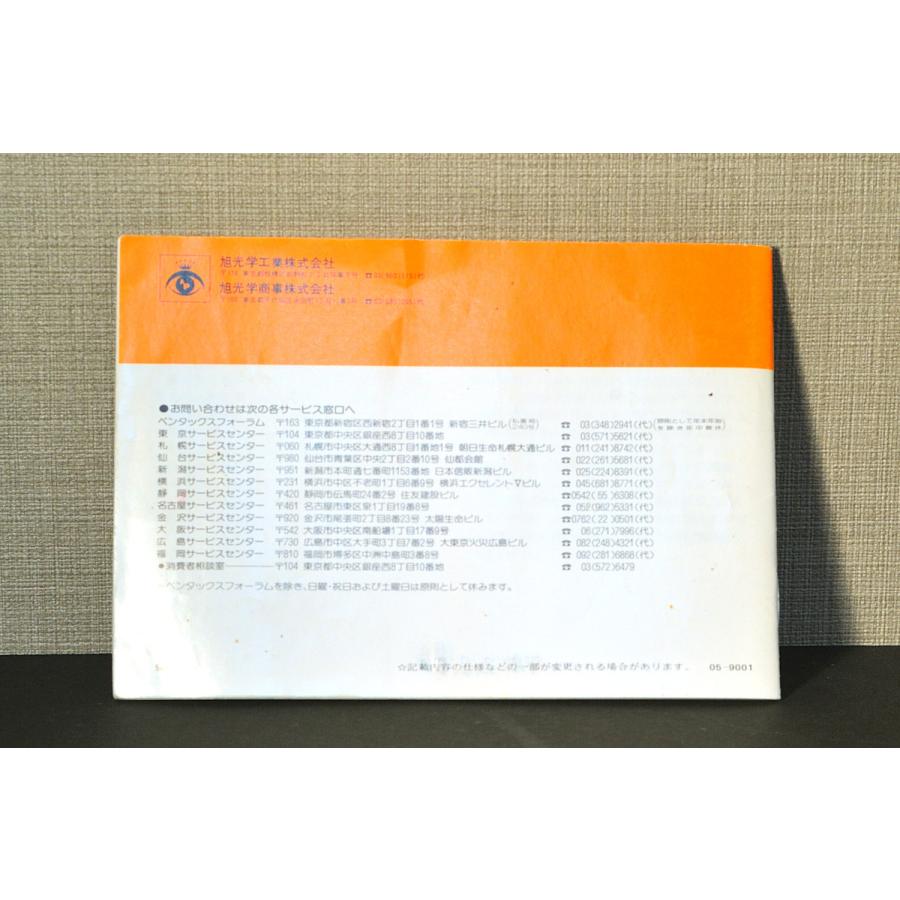 旭光学工業株式会社
旭光学商事株式会社
●お問い合わせは次の各サービス窓口へ
ペンタックスフォーラム 〒163 東京都新宿区西新宿2丁目1番1号 新宿三井ビル ☎ 03(348)2941(代)
東京サービスセンター 〒104 東京都中央区銀座西8丁目10番地 ☎ 03(571)5621(代)
札幌サービスセンター 〒060 札幌市中央区大通西8丁目1番地1号 朝日生命札幌大通ビル ☎ 011(241)8742(代)
仙台サービスセンター 〒980 仙台市青葉区中央2丁目2番10号 仙都会館 ☎ 022(261)5681(代)
新潟サービスセンター 〒951 新潟市本町通七番町1153番地 日本信販新潟ビル ☎ 025(224)8391(代)
横浜サービスセンター 〒231 横浜市中区不老町1丁目6番9号 横浜エクセレントVビル ☎ 045(681)8771(代)
静岡サービスセンター 〒420 静岡市伝馬町24番2号 住友建設ビル ☎0542(55)6308(代)
名古屋サービスセンター 〒461 名古屋市東区泉1丁目19番8号 ☎ 052(962)5331(代)
金沢サービスセンター 〒920 金沢市尾張町2丁目8番23号 太陽生命ビル ☎0762(22)0501(代)
大阪サービスセンター 〒542 大阪市中央区南船場1丁目17番9号 ☎ 06(271)7996(代)
広島サービスセンター 〒730 広島市中区大手町3丁目7番2号 大東京火災広島ビル ☎ 082(248)4321(代)
福岡サービスセンター 〒810 福岡市博多区中洲中島町3番8号 ☎ 092(281)6868(代)
●消費者相談室 〒104 東京都中央区銀座西8丁目10番地 ☎ 03(572)6479
ペンタックスフォーラムを除き、日曜・祝日および土曜日は原則として休みます。
☆記載内容の仕様などの一部が変更される場合があります。 05-9001